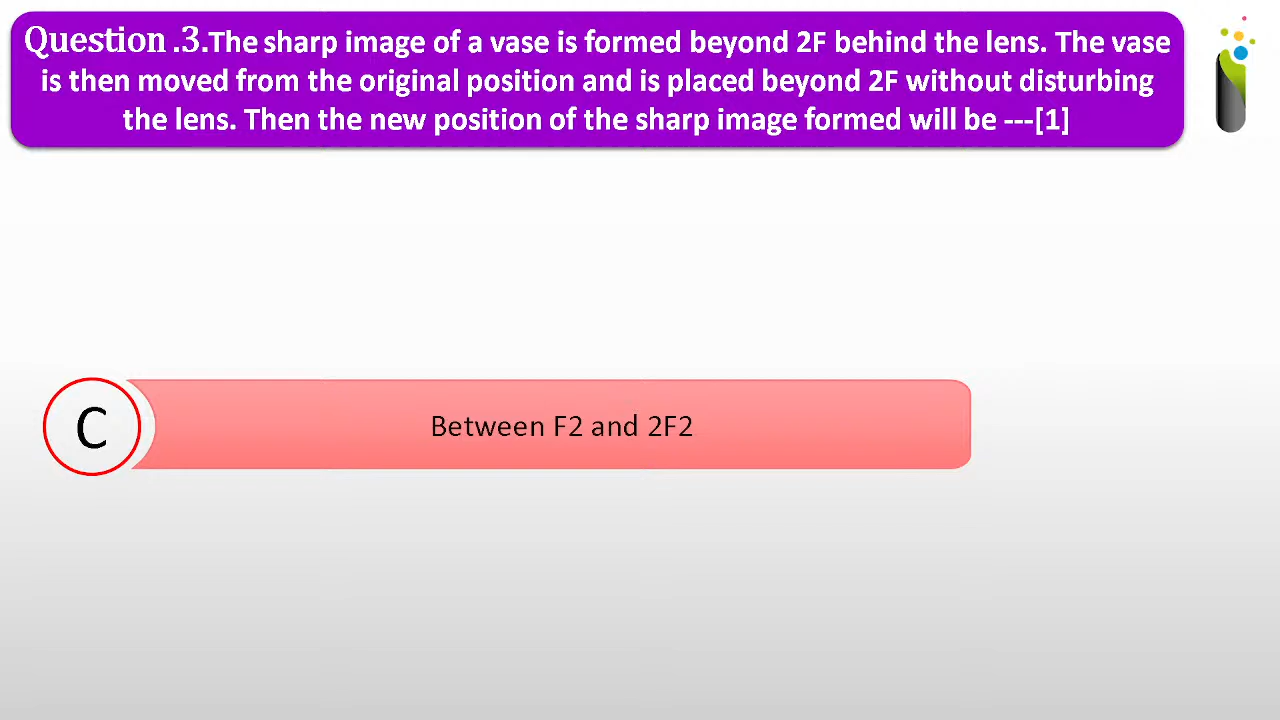 Question .3.The sharp image of a vase is formed beyond 2F behind the lens. The vase
is then moved from the original position and is placed beyond 2F without disturbing
the lens. Then the new position of the sharp image formed will be ---[1]
C
Between F2 and 2F2